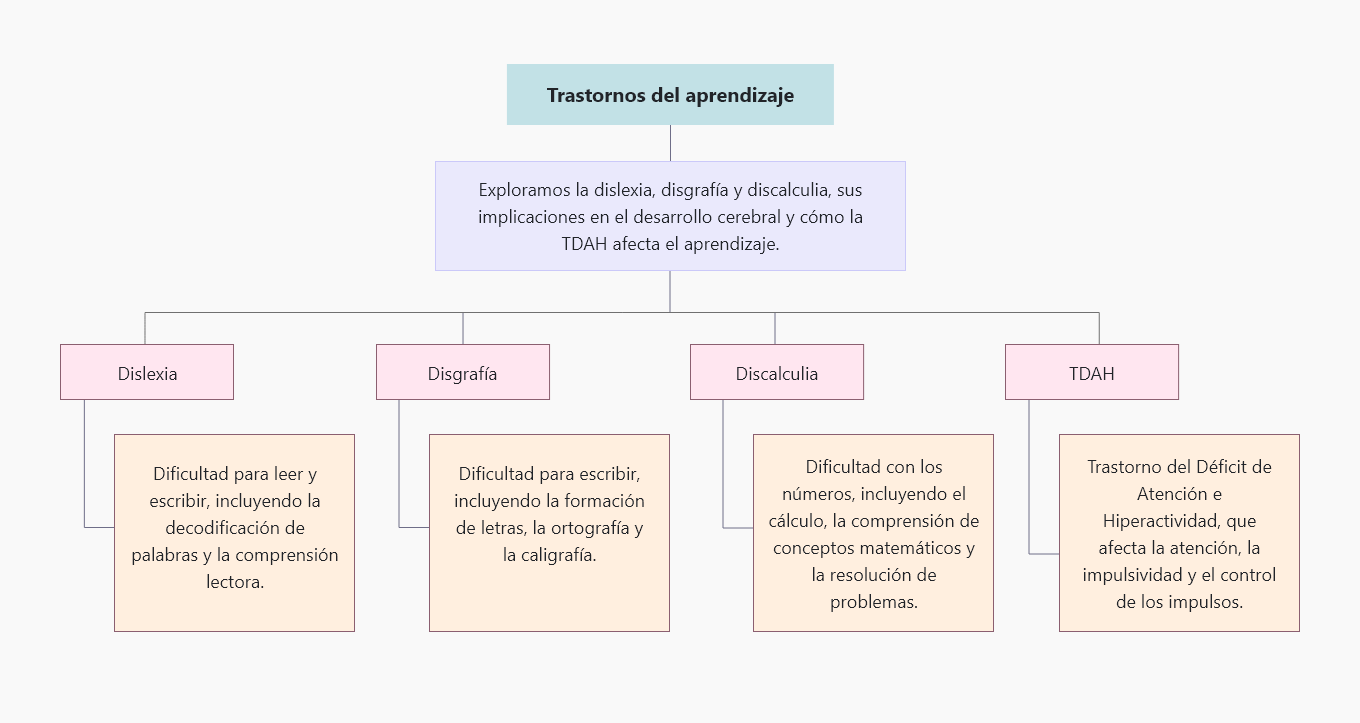 Trastornos del aprendizaje
Exploramos la dislexia, disgrafía y discalculia, sus
implicaciones en el desarrollo cerebral y cómo la
TDAH afecta el aprendizaje.
Dislexia
Disgrafía
Discalculia
TDAH
Dificultad para leer y
escribir, incluyendo la
decodificación de
palabras y la comprensión
lectora.
Dificultad para escribir,
incluyendo la formación
de letras, la ortografía y
la caligrafía.
Dificultad con los
números, incluyendo el
cálculo, la comprensión de
conceptos matemáticos y
la resolución de
problemas.
Trastorno del Déficit de
Atención e
Hiperactividad, que
afecta la atención, la
impulsividad y el control
de los impulsos.